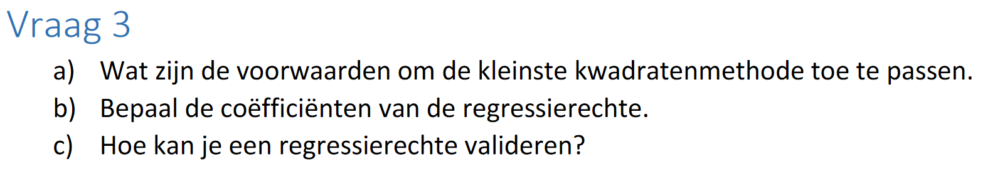 Vraag 3
a) Wat zijn de voorwaarden om de kleinste kwadratenmethode toe te passen.
b) Bepaal de coëfficiënten van de regressierechte.
c) Hoe kan je een regressierechte valideren?